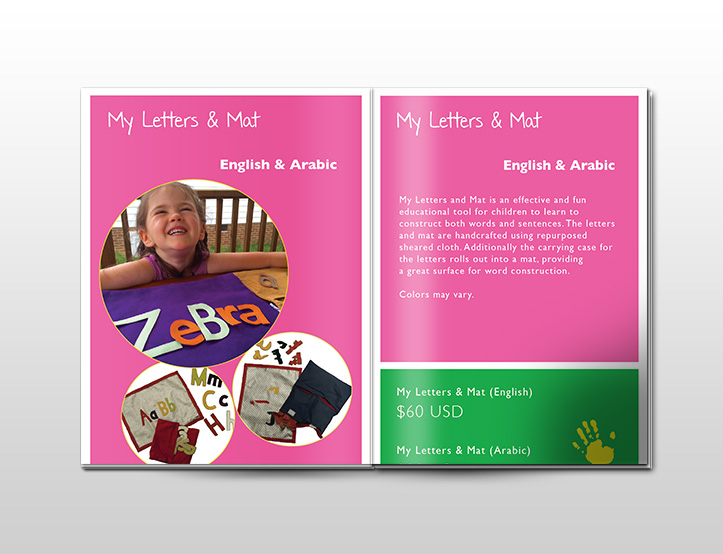 My Letters & Mat
English & Arabic
ZeBra
AaBb
Mm
C c
H h
My Letters & Mat
English & Arabic
My Letters and Mat is an effective and fun
educational tool for children to learn to
construct both words and sentences. The letters
and mat are handcrafted using repurposed
sheared cloth. Additionally the carrying case for
the letters rolls out into a mat, providing
a great surface for word construction.
Colors may vary.
My Letters & Mat (English)
$60 USD
My Letters & Mat (Arabic)